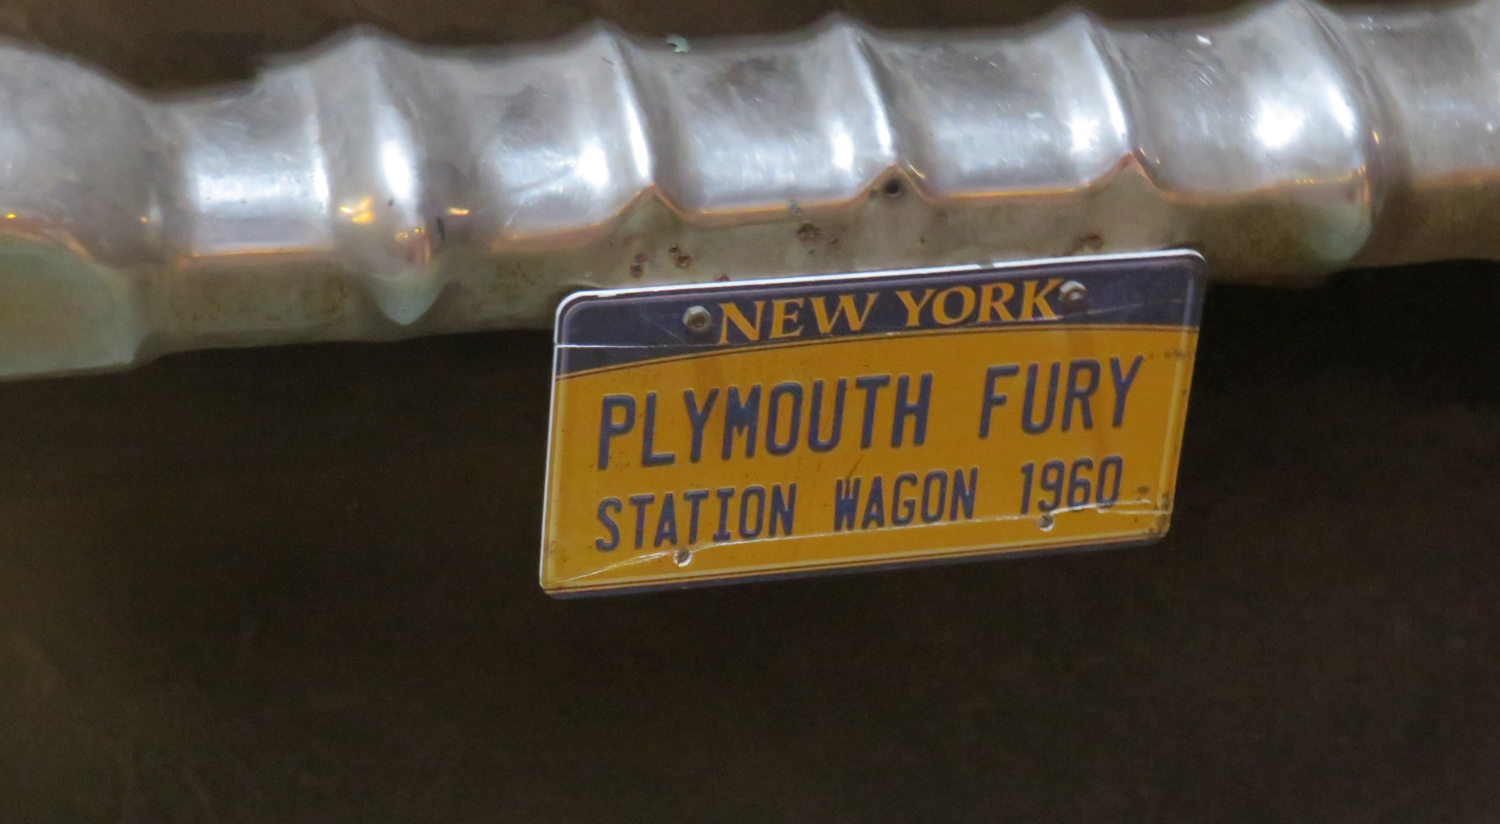 NEW YORK
PLYMOUTH FURY
STATION WAGON 1960